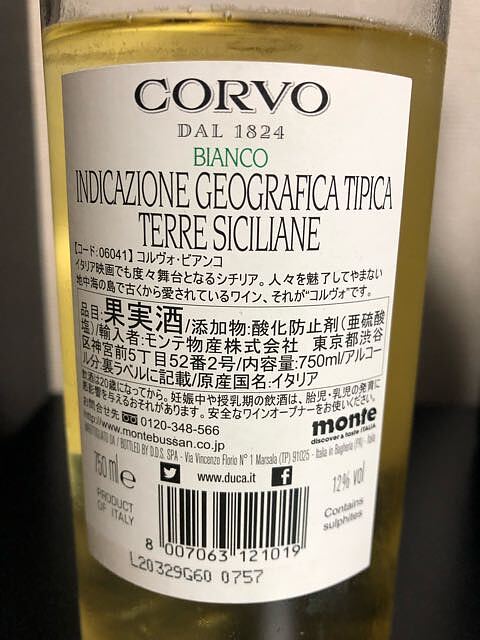 CORVO
DAL 1824
BIANCO
INDICAZIONE GEOGRAFICA TIPICA
TERRE SICILIANE
【コード:06041】コルヴォ・ビアンコ
イタリア映画でも度々舞台となるシチリア。人々を魅了してやまない
地中海の島で古くから愛されているワイン、それが“コルヴォ”です。
品目:果実酒/添加物:酸化防止剤(亜硫酸
塩)/輸入者:モンテ物産株式会社 東京都渋谷
区神宮前5丁目52番2号/内容量:750ml/アルコー
ル分:裏ラベルに記載/原産国名:イタリア
飲酒は20歳になってから。妊娠中や授乳期の飲酒は、胎児・乳児の発育に
悪影響を与えるおそれがあります。安全なワインオープナーをお使いください。
お問合せ先 0120-348-566
http://www.montebussan.co.jp
monte
discover & taste ITALIA
BOTTLED BY D.D.S. SPA - Via Vincenzo Florio N° 1 Marsala (TP) 91025 - Italia in Bagheria (PA) - Italia
750 ml e
www.duca.it
12% vol
PRODUCT
OF ITALY
Contains
sulphites
8 007063 121019
L20329G60 0757